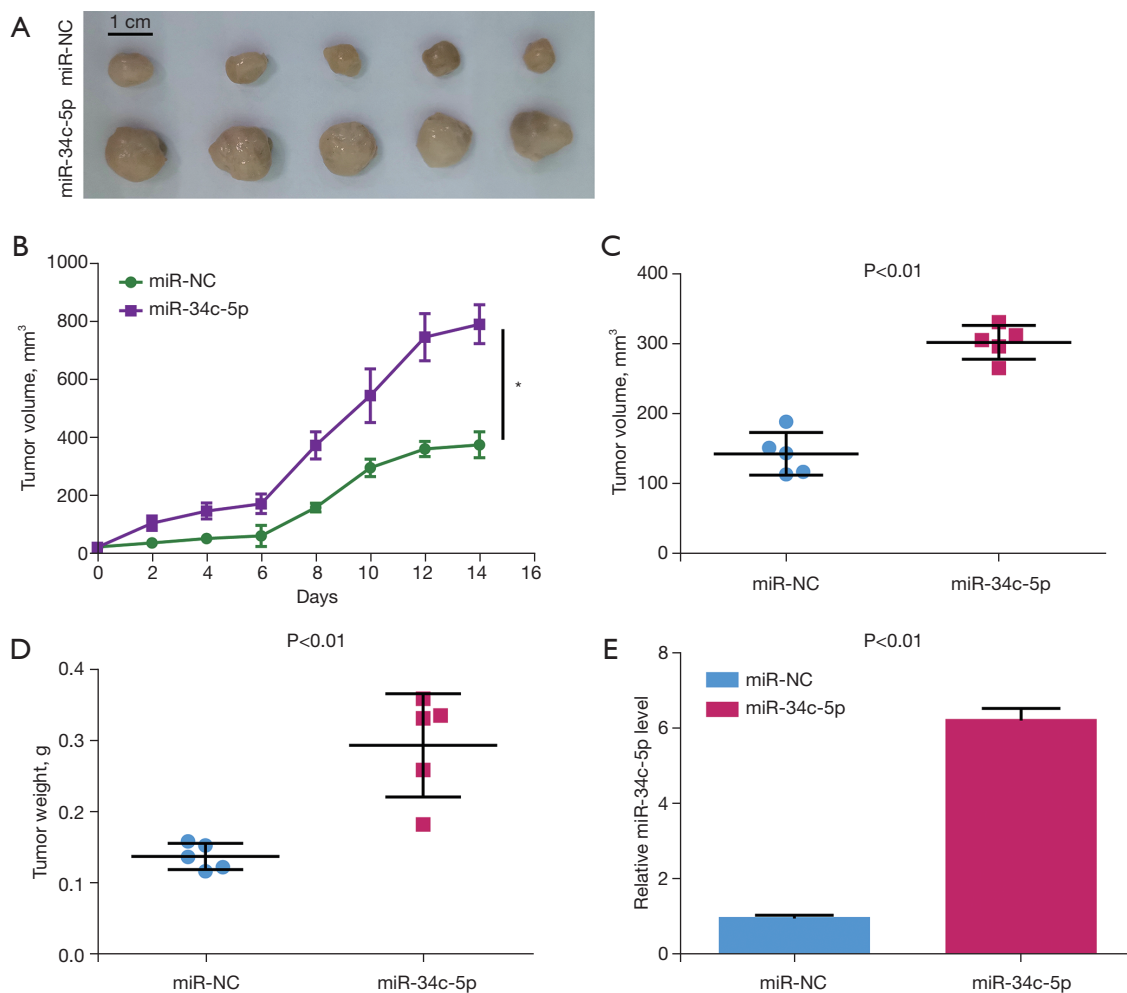 A
1 cm
miR-NC
miR-34c-5p
B
Tumor volume, mm³
1000
800
600
400
200
0
miR-NC
miR-34c-5p
*
0 2 4 6 8 10 12 14 16
Days
C
P<0.01
Tumor volume, mm³
400
300
200
100
0
miR-NC miR-34c-5p
D
P<0.01
Tumor weight, g
0.4
0.3
0.2
0.1
0.0
miR-NC miR-34c-5p
E
P<0.01
Relative miR-34c-5p level
8
6
4
2
0
miR-NC
miR-34c-5p
miR-NC miR-34c-5p